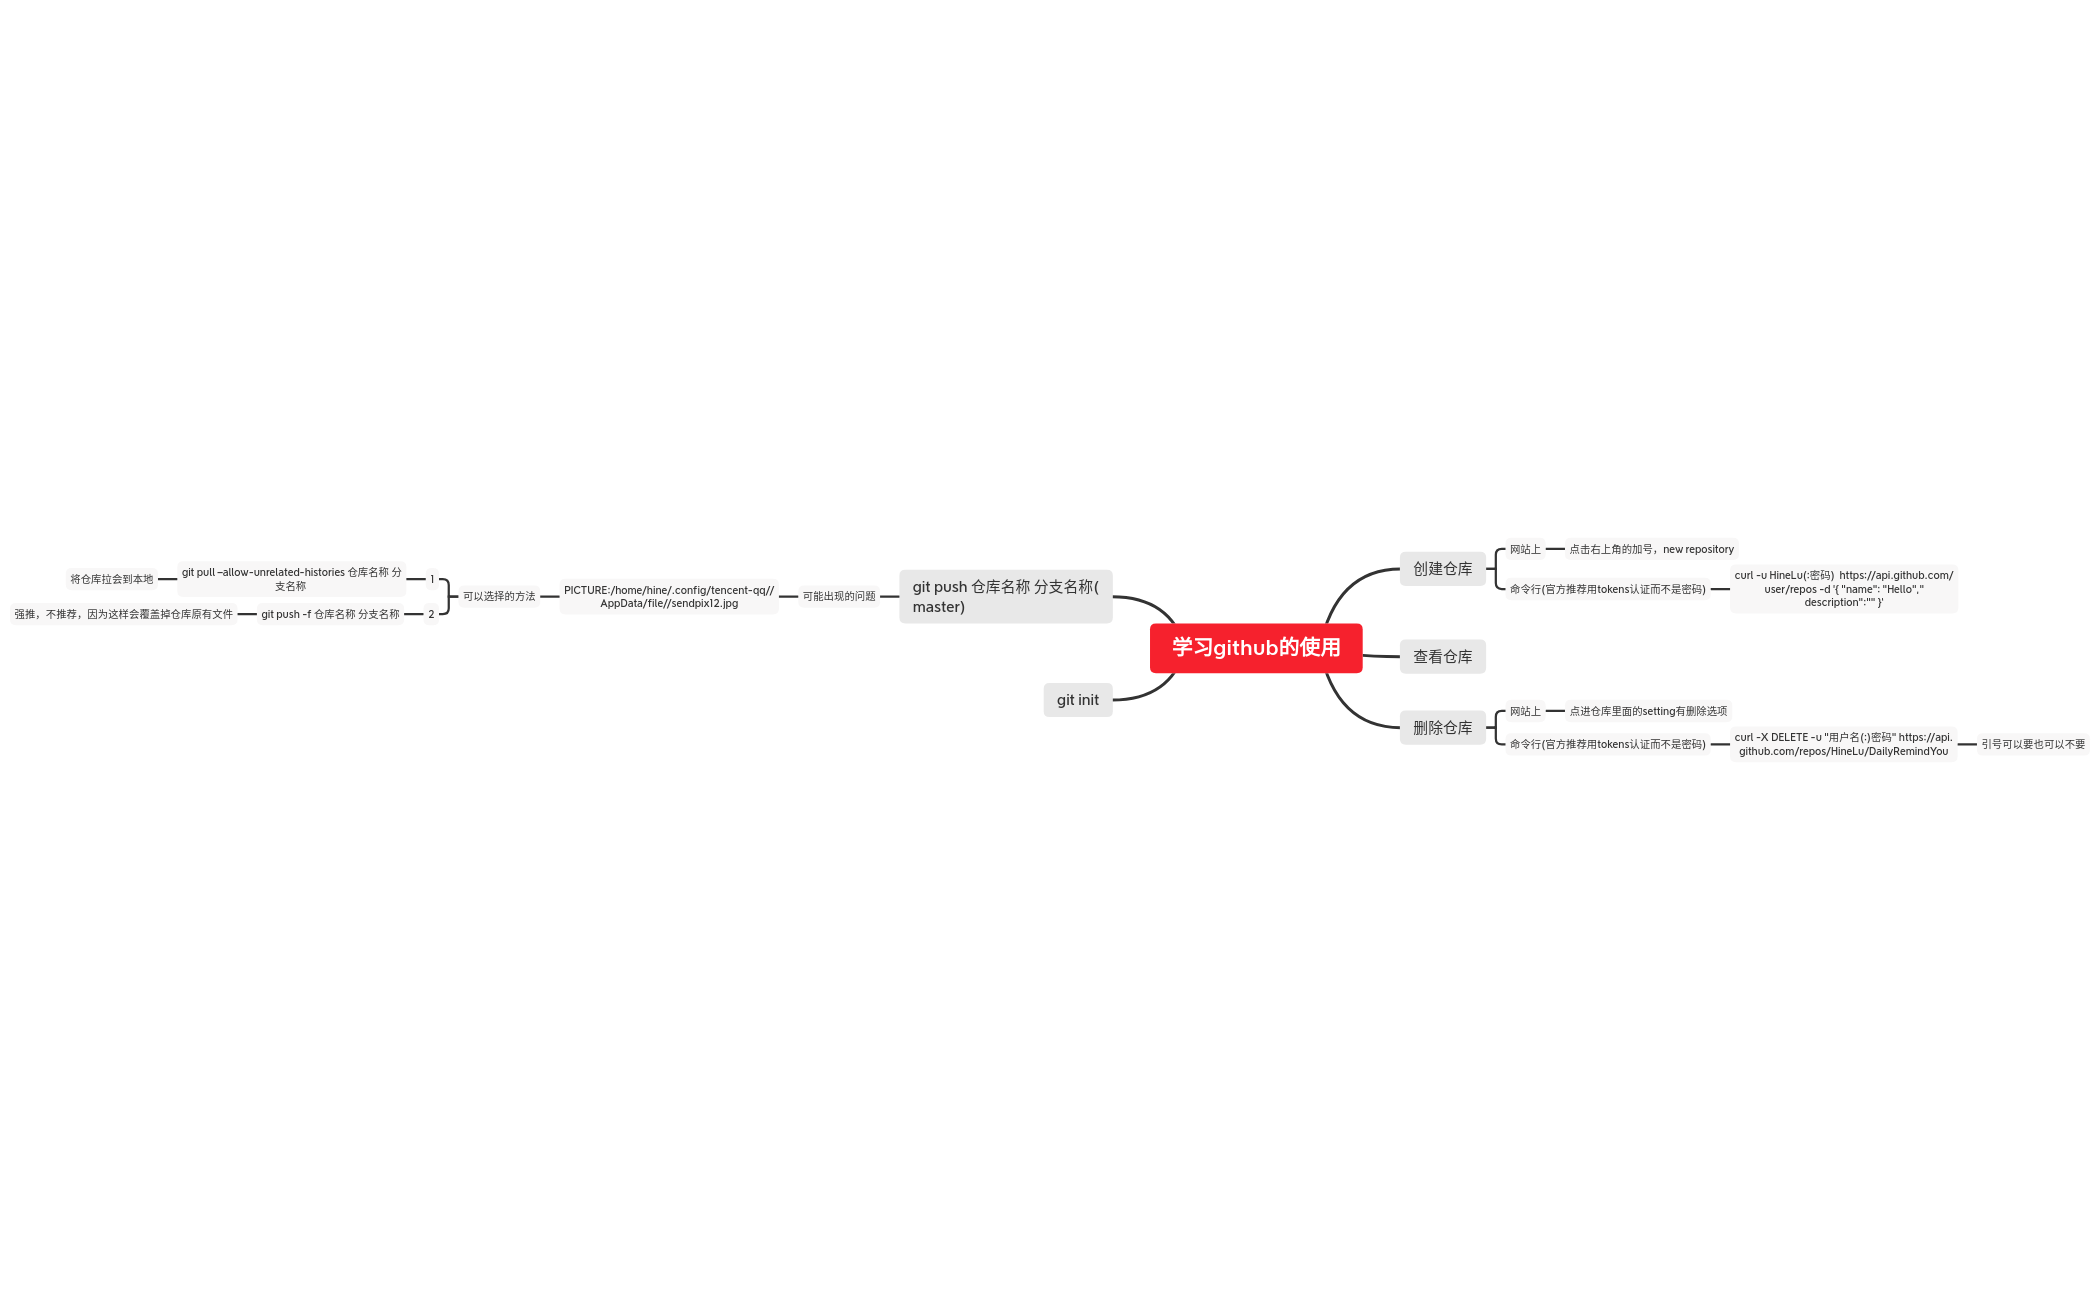 学习github的使用
创建仓库
网站上
点击右上角的加号，new repository
命令行(官方推荐用tokens认证而不是密码)
curl -u HineLu(:密码)  https://api.github.com/
user/repos -d '{ "name": "Hello","
description":"" }'
查看仓库
删除仓库
网站上
点进仓库里面的setting有删除选项
命令行(官方推荐用tokens认证而不是密码)
curl -X DELETE -u "用户名(:)密码" https://api.
github.com/repos/HineLu/DailyRemindYou
引号可以要也可以不要
git push 仓库名称 分支名称(
master)
可能出现的问题
PICTURE:/home/hine/.config/tencent-qq//
AppData/file//sendpix12.jpg
可以选择的方法
1
git pull –allow-unrelated-histories 仓库名称 分
支名称
将仓库拉会到本地
2
git push -f 仓库名称 分支名称
强推，不推荐，因为这样会覆盖掉仓库原有文件
git init